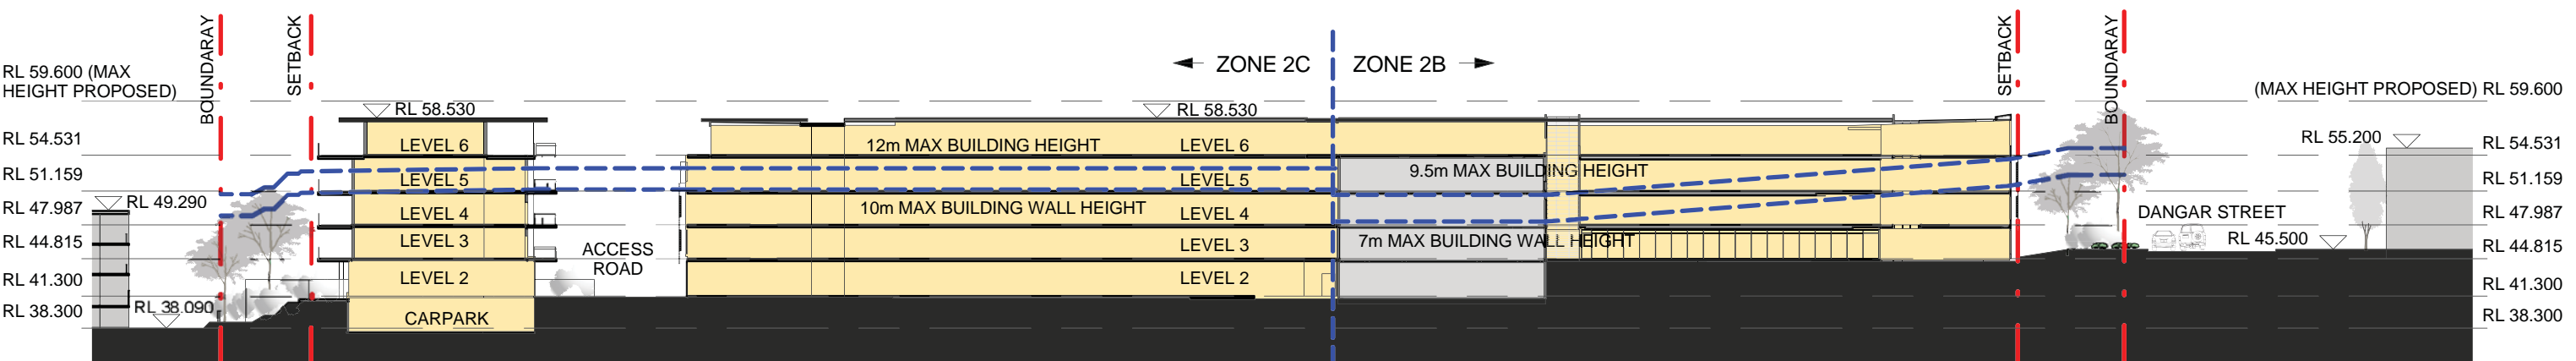 BOUNDARAY
SETBACK
SETBACK
BOUNDARAY
ZONE 2C
ZONE 2B
RL 59.600 (MAX
HEIGHT PROPOSED)
(MAX HEIGHT PROPOSED) RL 59.600
RL 58.530
RL 58.530
RL 54.531
LEVEL 6
12m MAX BUILDING HEIGHT
LEVEL 6
RL 55.200
RL 54.531
RL 51.159
LEVEL 5
LEVEL 5
9.5m MAX BUILDING HEIGHT
RL 51.159
RL 47.987
RL 49.290
LEVEL 4
10m MAX BUILDING WALL HEIGHT
LEVEL 4
DANGAR STREET
RL 47.987
RL 44.815
LEVEL 3
ACCESS
ROAD
LEVEL 3
7m MAX BUILDING WALL HEIGHT
RL 45.500
RL 44.815
RL 41.300
LEVEL 2
LEVEL 2
RL 41.300
RL 38.300
RL 38.090
CARPARK
RL 38.300